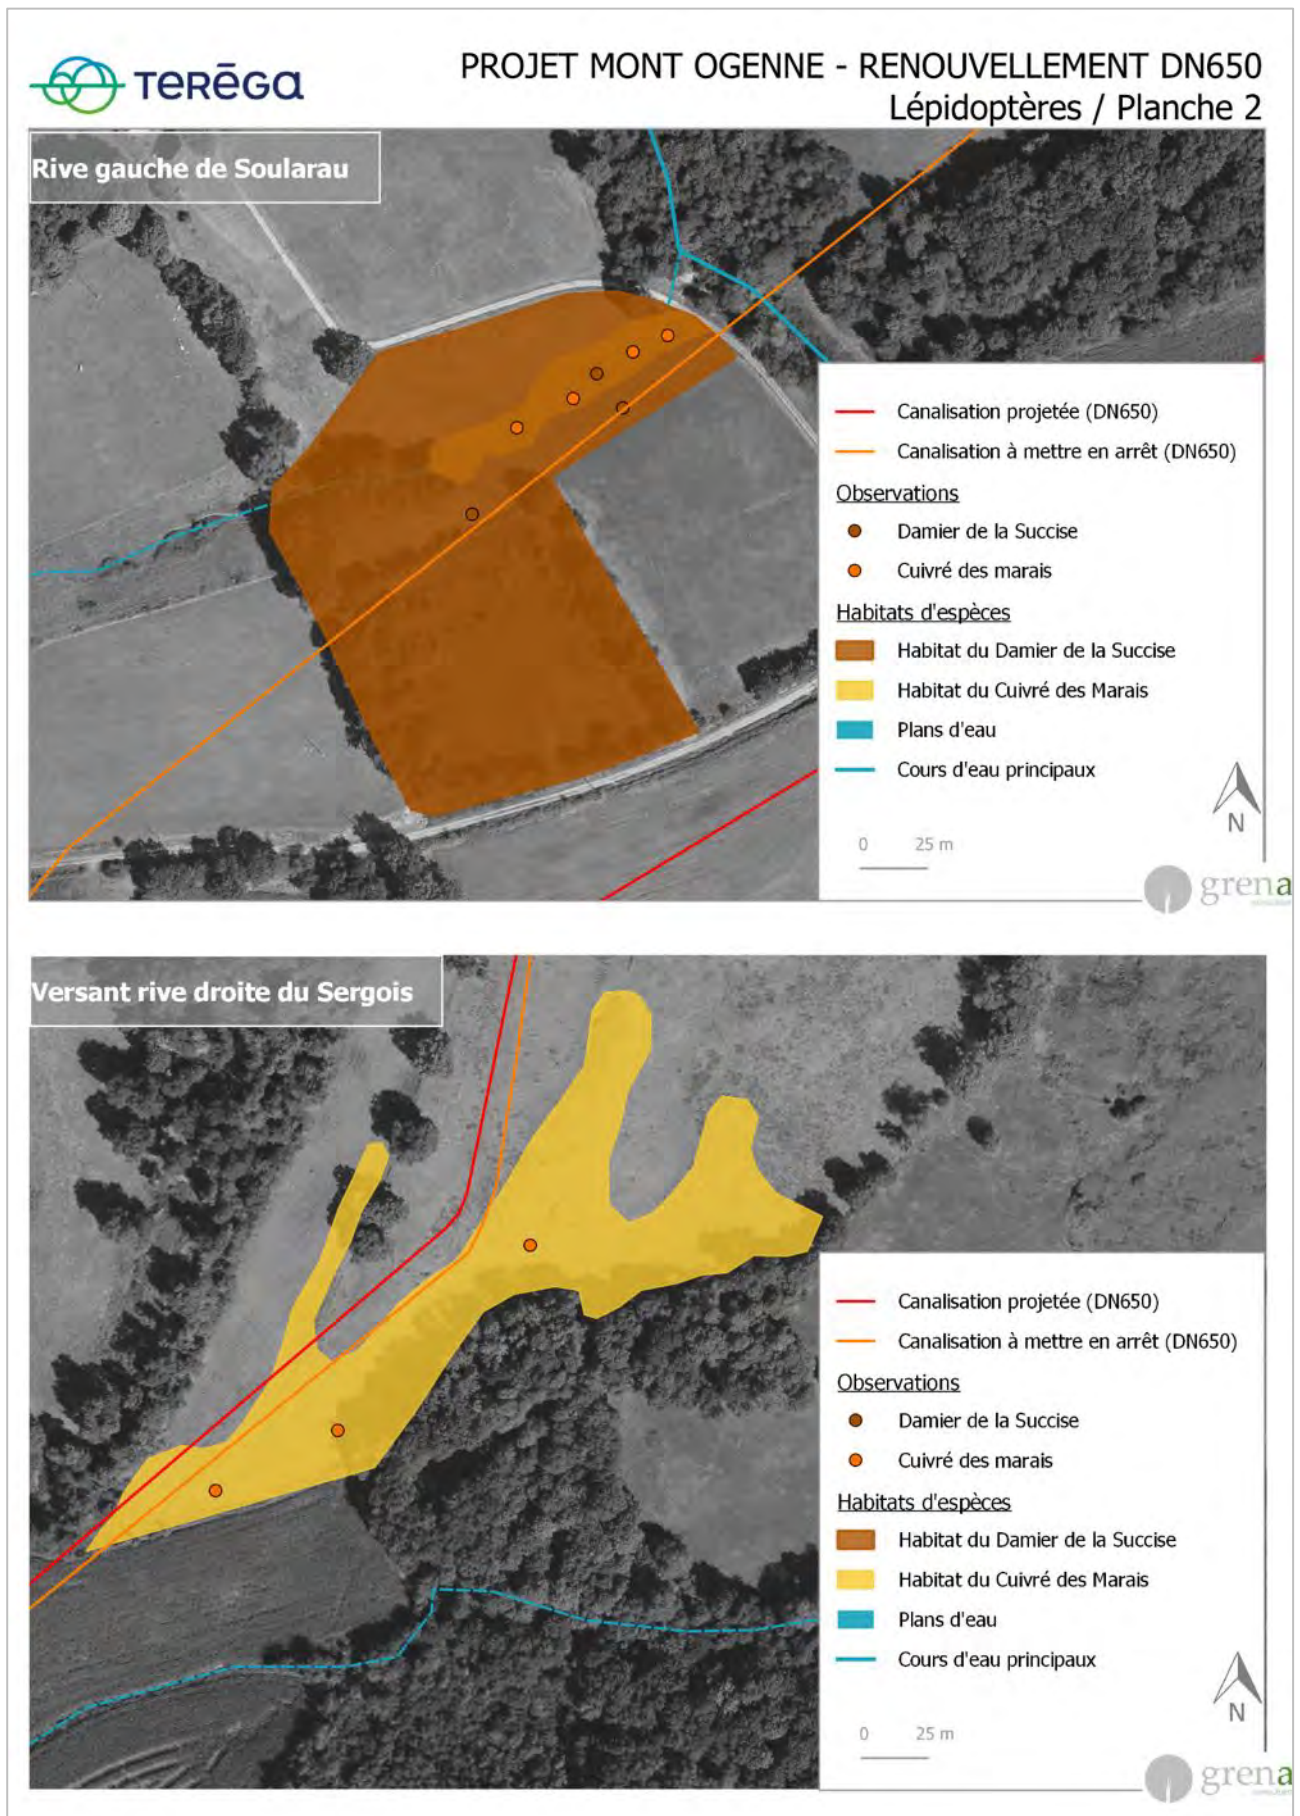 TERĒGA
PROJET MONT OGENNE - RENOUVELLEMENT DN650
Lépidoptères / Planche 2
Rive gauche de Soularau
Canalisation projetée (DN650)
Canalisation à mettre en arrêt (DN650)
Observations
Damier de la Succise
Cuivré des marais
Habitats d'espèces
Habitat du Damier de la Succise
Habitat du Cuivré des Marais
Plans d'eau
Cours d'eau principaux
0 25 m
N
grena
Versant rive droite du Sergois
Canalisation projetée (DN650)
Canalisation à mettre en arrêt (DN650)
Observations
Damier de la Succise
Cuivré des marais
Habitats d'espèces
Habitat du Damier de la Succise
Habitat du Cuivré des Marais
Plans d'eau
Cours d'eau principaux
0 25 m
N
grena